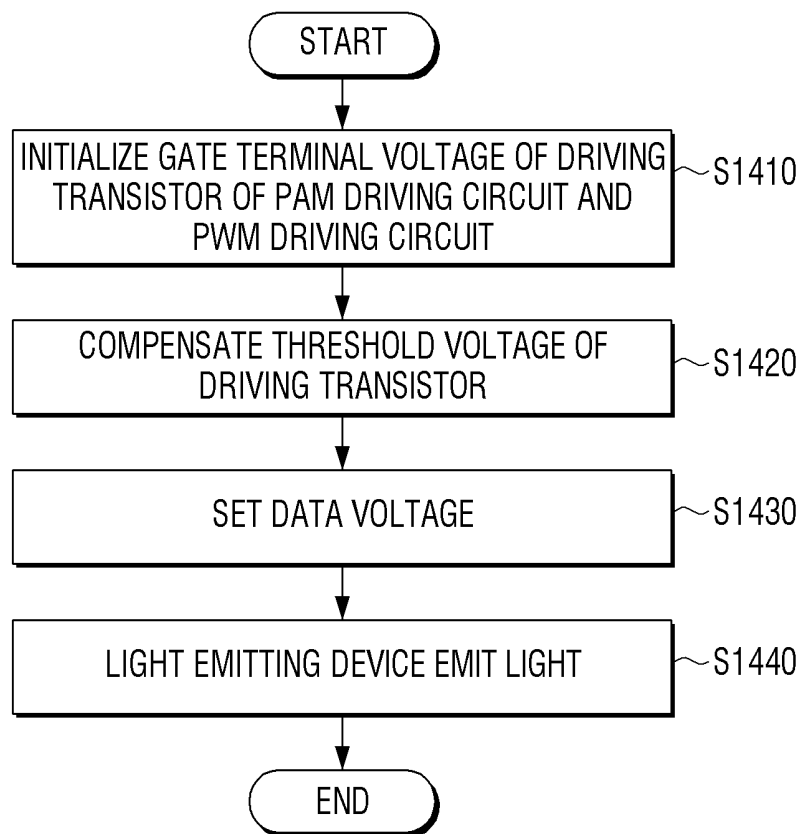 START
INITIALIZE GATE TERMINAL VOLTAGE OF DRIVING
TRANSISTOR OF PAM DRIVING CIRCUIT AND
PWM DRIVING CIRCUIT
S1410
COMPENSATE THRESHOLD VOLTAGE OF
DRIVING TRANSISTOR
S1420
SET DATA VOLTAGE
S1430
LIGHT EMITTING DEVICE EMIT LIGHT
S1440
END